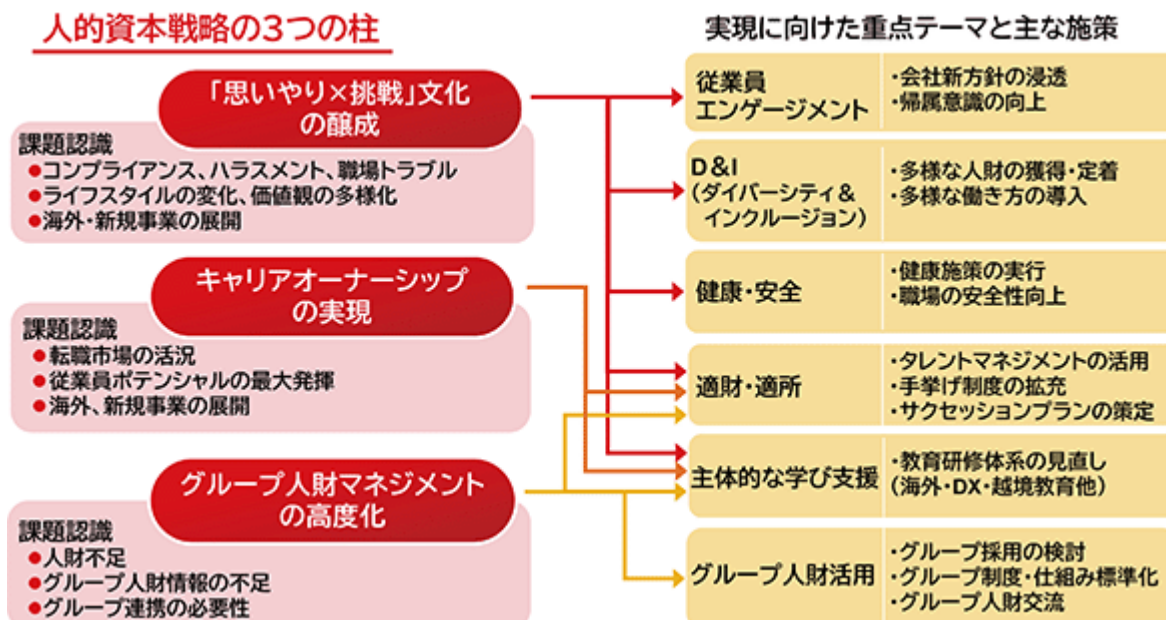 人的資本戦略の3つの柱
「思いやり×挑戦」文化
の醸成
課題認識
●コンプライアンス、ハラスメント、職場トラブル
●ライフスタイルの変化、価値観の多様化
●海外・新規事業の展開
キャリアオーナーシップ
の実現
課題認識
●転職市場の活況
●従業員ポテンシャルの最大発揮
●海外、新規事業の展開
グループ人財マネジメント
の高度化
課題認識
●人財不足
●グループ人財情報の不足
●グループ連携の必要性
実現に向けた重点テーマと主な施策
従業員
エンゲージメント
・会社新方針の浸透
・帰属意識の向上
D&I
(ダイバーシティ&
インクルージョン)
・多様な人財の獲得・定着
・多様な働き方の導入
健康・安全
・健康施策の実行
・職場の安全性向上
適財・適所
・タレントマネジメントの活用
・手挙げ制度の拡充
・サクセッションプランの策定
主体的な学び支援
・教育研修体系の見直し
(海外・DX・越境教育他)
グループ人財活用
・グループ採用の検討
・グループ制度・仕組み標準化
・グループ人財交流